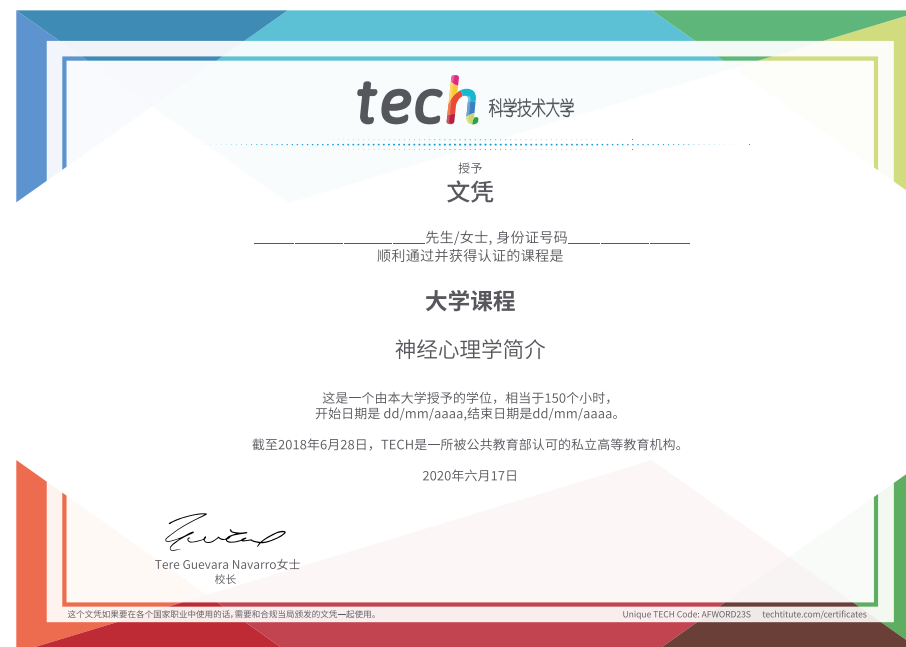 tech 科学技术大学
授予
文凭
________________________先生/女士, 身份证号码_________________
顺利通过并获得认证的课程是
大学课程
神经心理学简介
这是一个由本大学授予的学位，相当于150个小时，
开始日期是 dd/mm/aaaa,结束日期是dd/mm/aaaa。
截至2018年6月28日，TECH是一所被公共教育部认可的私立高等教育机构。
2020年六月17日
Tere Guevara Navarro女士
校长
这个文凭如果要在各个国家职业中使用的话,需要和合规当局颁发的文凭一起使用。
Unique TECH Code: AFWORD23S techtitute.com/certificates